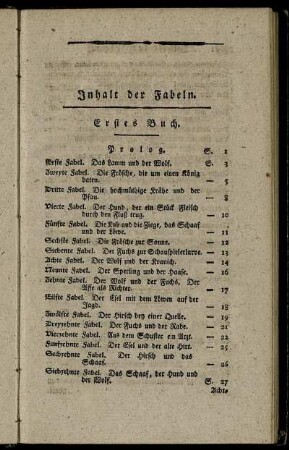 Inhalt der Fabeln.
Erstes Buch.
Prolog. S. 1
Erste Fabel. Das Lamm und der Wolf. S. 3
Zweyte Fabel. Die Frösche, die um einen König
baten. — 5
Dritte Fabel. Die hochmüthige Krähe und der
Pfau. — 8
Vierte Fabel. Der Hund, der ein Stück Fleisch
durch den Fluß trug. — 10
Fünfte Fabel. Die Kuh und die Ziege, das Schaaf
und der Löwe. — 11
Sechste Fabel. Die Frösche zur Sonne. — 12
Siebente Fabel. Der Fuchs zur Schauspielerlarve. — 13
Achte Fabel. Der Wolf und der Kranich. — 14
Neunte Fabel. Der Sperling und der Haase. — 16
Zehnte Fabel. Der Wolf und der Fuchs. Der
Affe als Richter. — 17
Eilfte Fabel. Der Esel mit dem Löwen auf der
Jagd. — 18
Zwölfte Fabel. Der Hirsch bey einer Quelle. — 19
Dreyzehnte Fabel. Der Fuchs und der Rabe. — 21
Vierzehnte Fabel. Aus dem Schuster ein Arzt. — 22
Funfzehnte Fabel. Der Esel und der alte Hirt. — 25
Sechzehnte Fabel. Der Hirsch und das
Schaaf. — 26
Siebzehnte Fabel. Das Schaaf, der Hund und
der Wolf. S. 27
Acht-